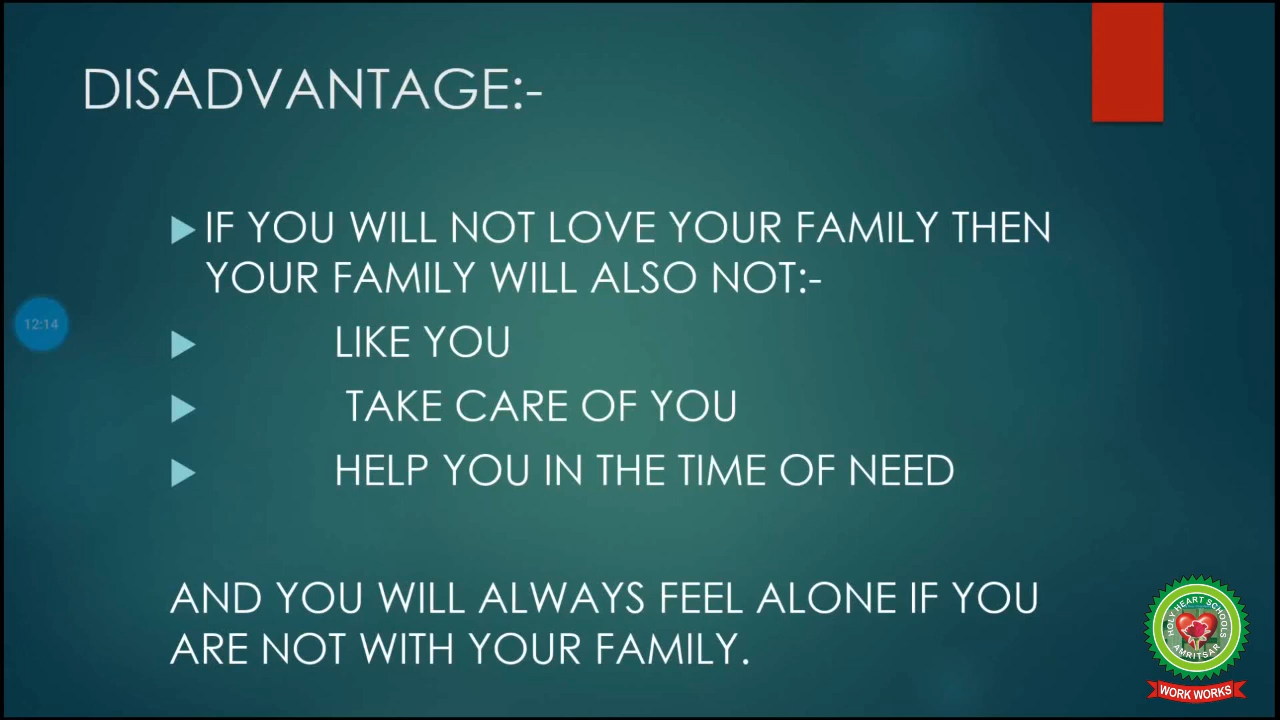 DISADVANTAGE:-
IF YOU WILL NOT LOVE YOUR FAMILY THEN
YOUR FAMILY WILL ALSO NOT:-
LIKE YOU
TAKE CARE OF YOU
HELP YOU IN THE TIME OF NEED
12:14
AND YOU WILL ALWAYS FEEL ALONE IF YOU
ARE NOT WITH YOUR FAMILY.
HOLY HEART SCHOOLS
AMRITSAR
WORK WORKS